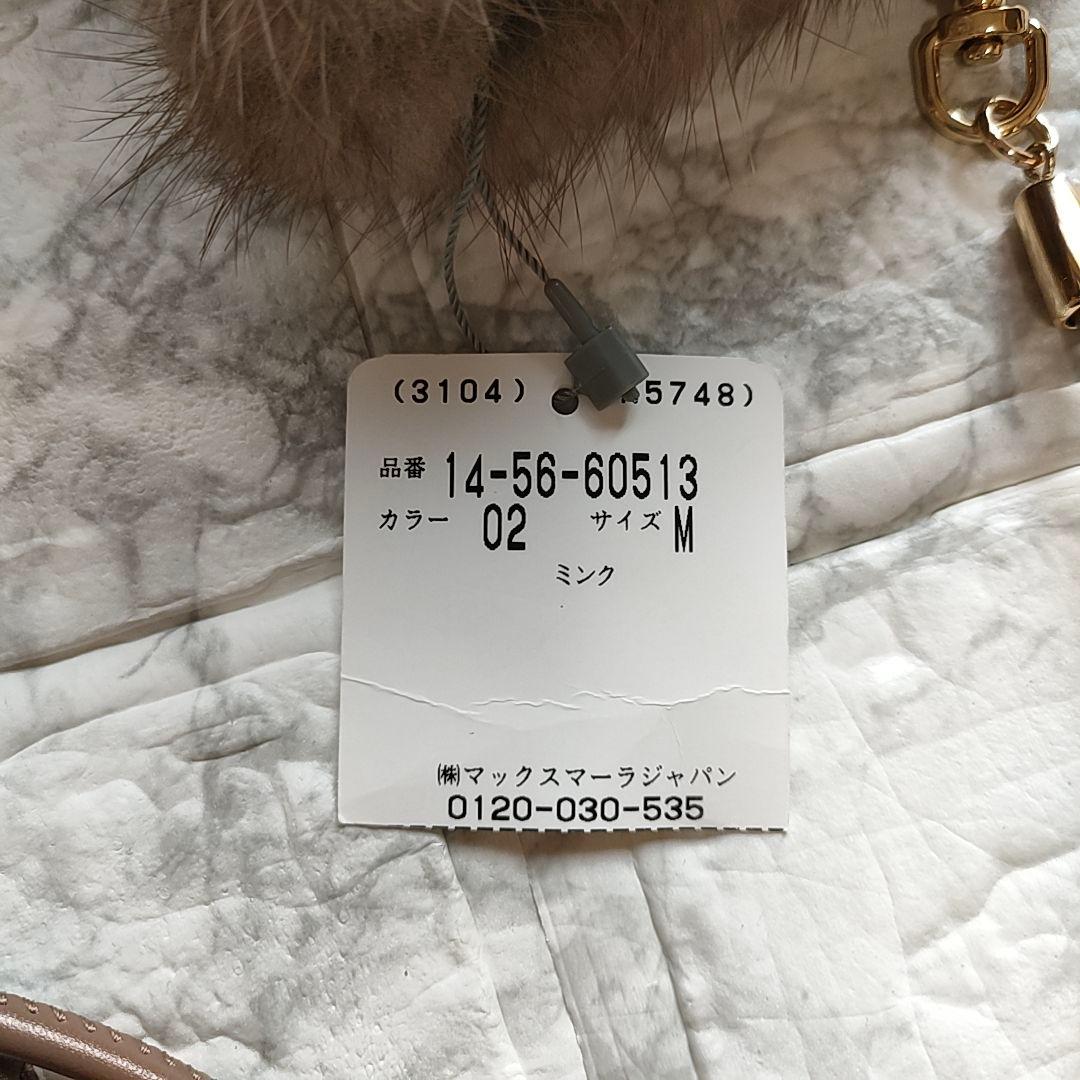 (3104) 5748)
品番 14-56-60513
カラー 02 サイズ M
ミンク
㈱マックスマーラジャパン
0120-030-535